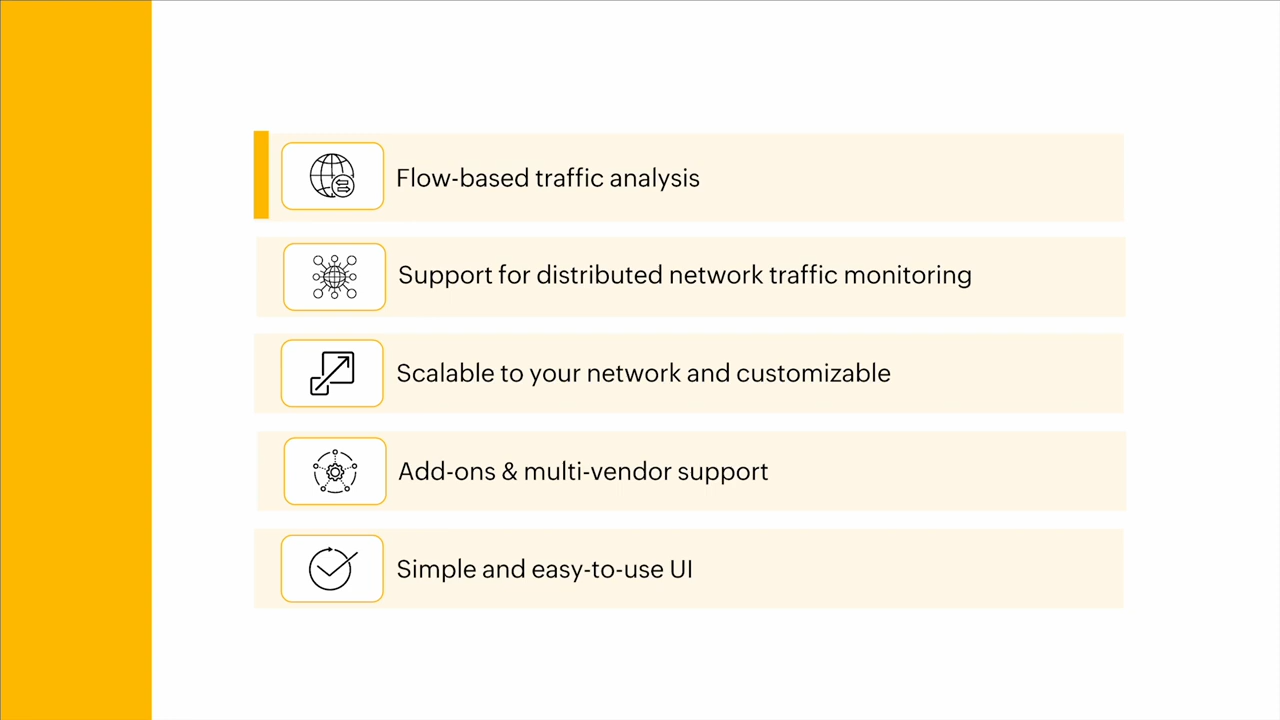 Flow-based traffic analysis
Support for distributed network traffic monitoring
Scalable to your network and customizable
Add-ons & multi-vendor support
Simple and easy-to-use UI